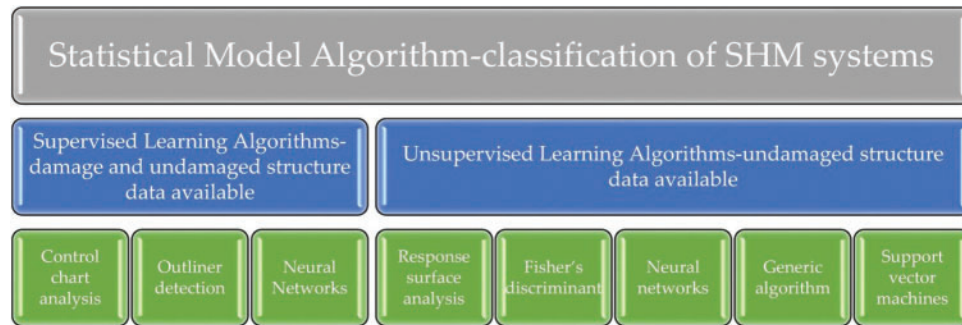 Statistical Model Algorithm-classification of SHM systems
Supervised Learning Algorithms-
damage and undamaged structure
data available
Unsupervised Learning Algorithms-undamaged structure
data available
Control
chart
analysis
Outliner
detection
Neural
Networks
Response
surface
analysis
Fisher's
discriminant
Neural
networks
Generic
algorithm
Support
vector
machines